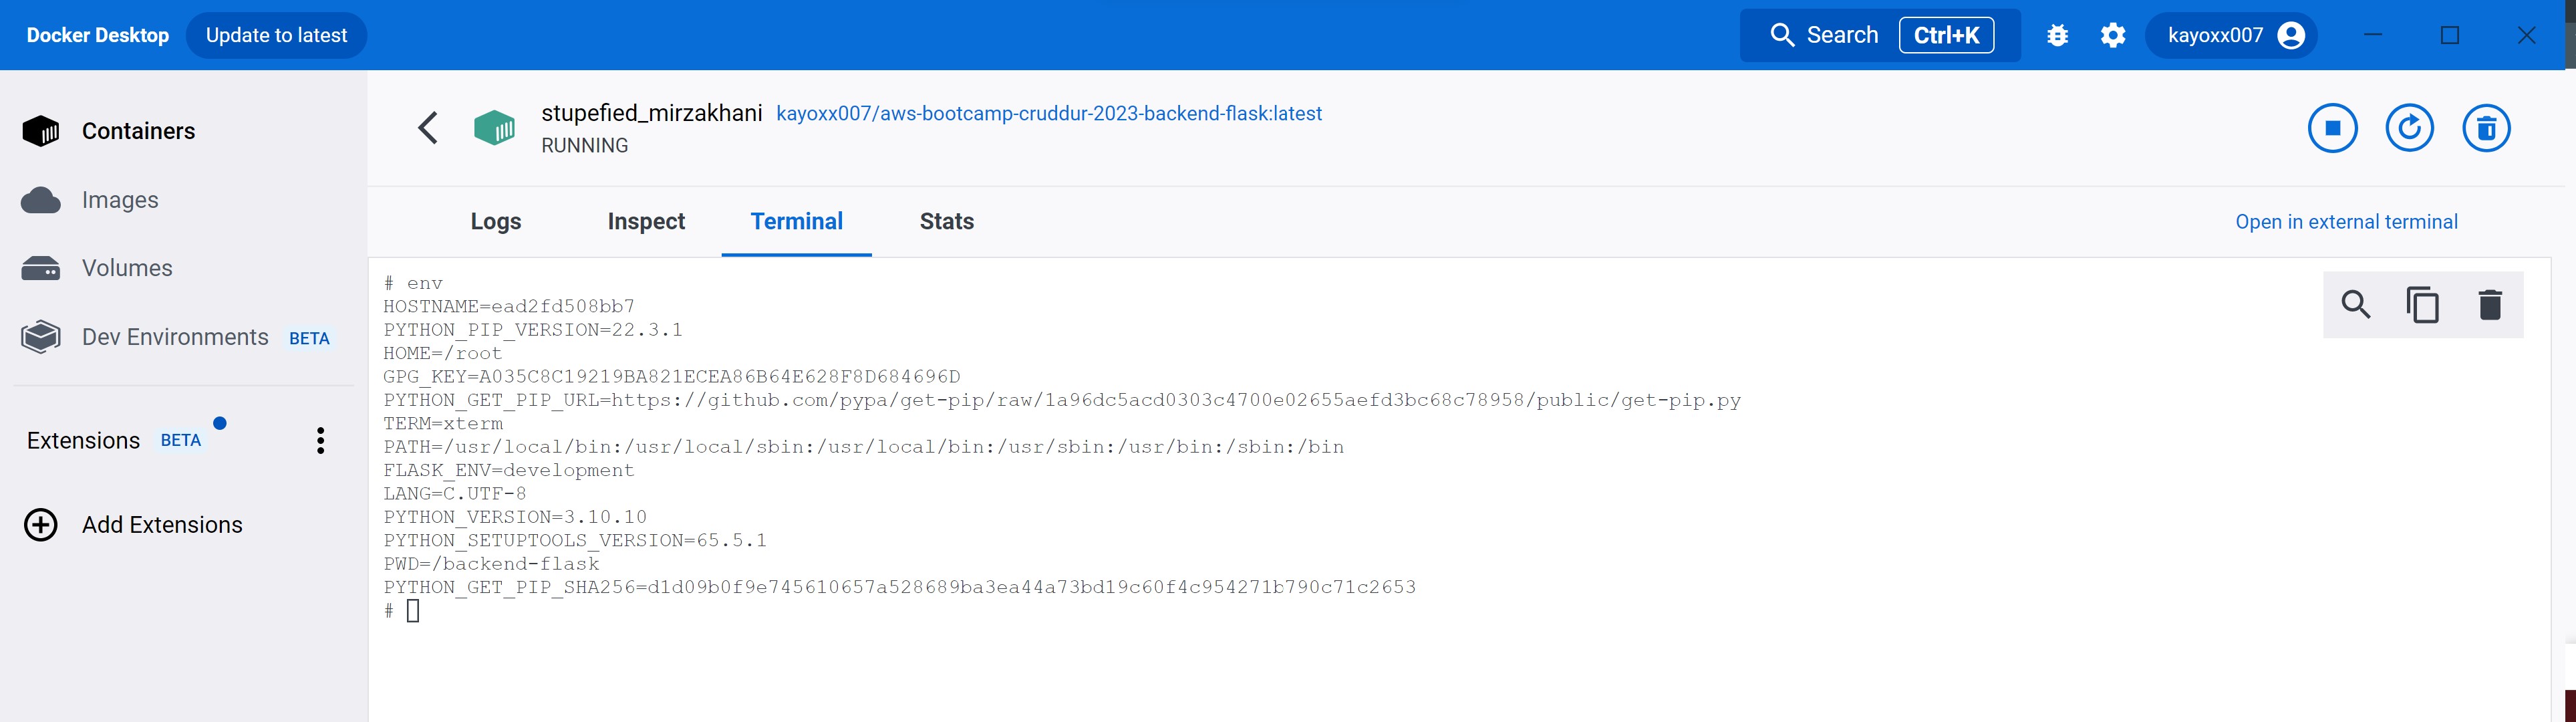 Docker Desktop Update to latest Search Ctrl+K kayoxx007
Containers
Images
Volumes
Dev Environments BETA
Extensions BETA
Add Extensions
stupefied_mirzakhani kayoxx007/aws-bootcamp-cruddur-2023-backend-flask:latest
RUNNING
Logs Inspect Terminal Stats Open in external terminal
# env
HOSTNAME=ead2fd508bb7
PYTHON_PIP_VERSION=22.3.1
HOME=/root
GPG_KEY=A035C8C19219BA821ECEA86B64E628F8D684696D
PYTHON_GET_PIP_URL=https://github.com/pypa/get-pip/raw/1a96dc5acd0303c4700e02655aefd3bc68c78958/public/get-pip.py
TERM=xterm
PATH=/usr/local/bin:/usr/local/sbin:/usr/local/bin:/usr/sbin:/usr/bin:/sbin:/bin
FLASK_ENV=development
LANG=C.UTF-8
PYTHON_VERSION=3.10.10
PYTHON_SETUPTOOLS_VERSION=65.5.1
PWD=/backend-flask
PYTHON_GET_PIP_SHA256=d1d09b0f9e745610657a528689ba3ea44a73bd19c60f4c954271b790c71c2653
#